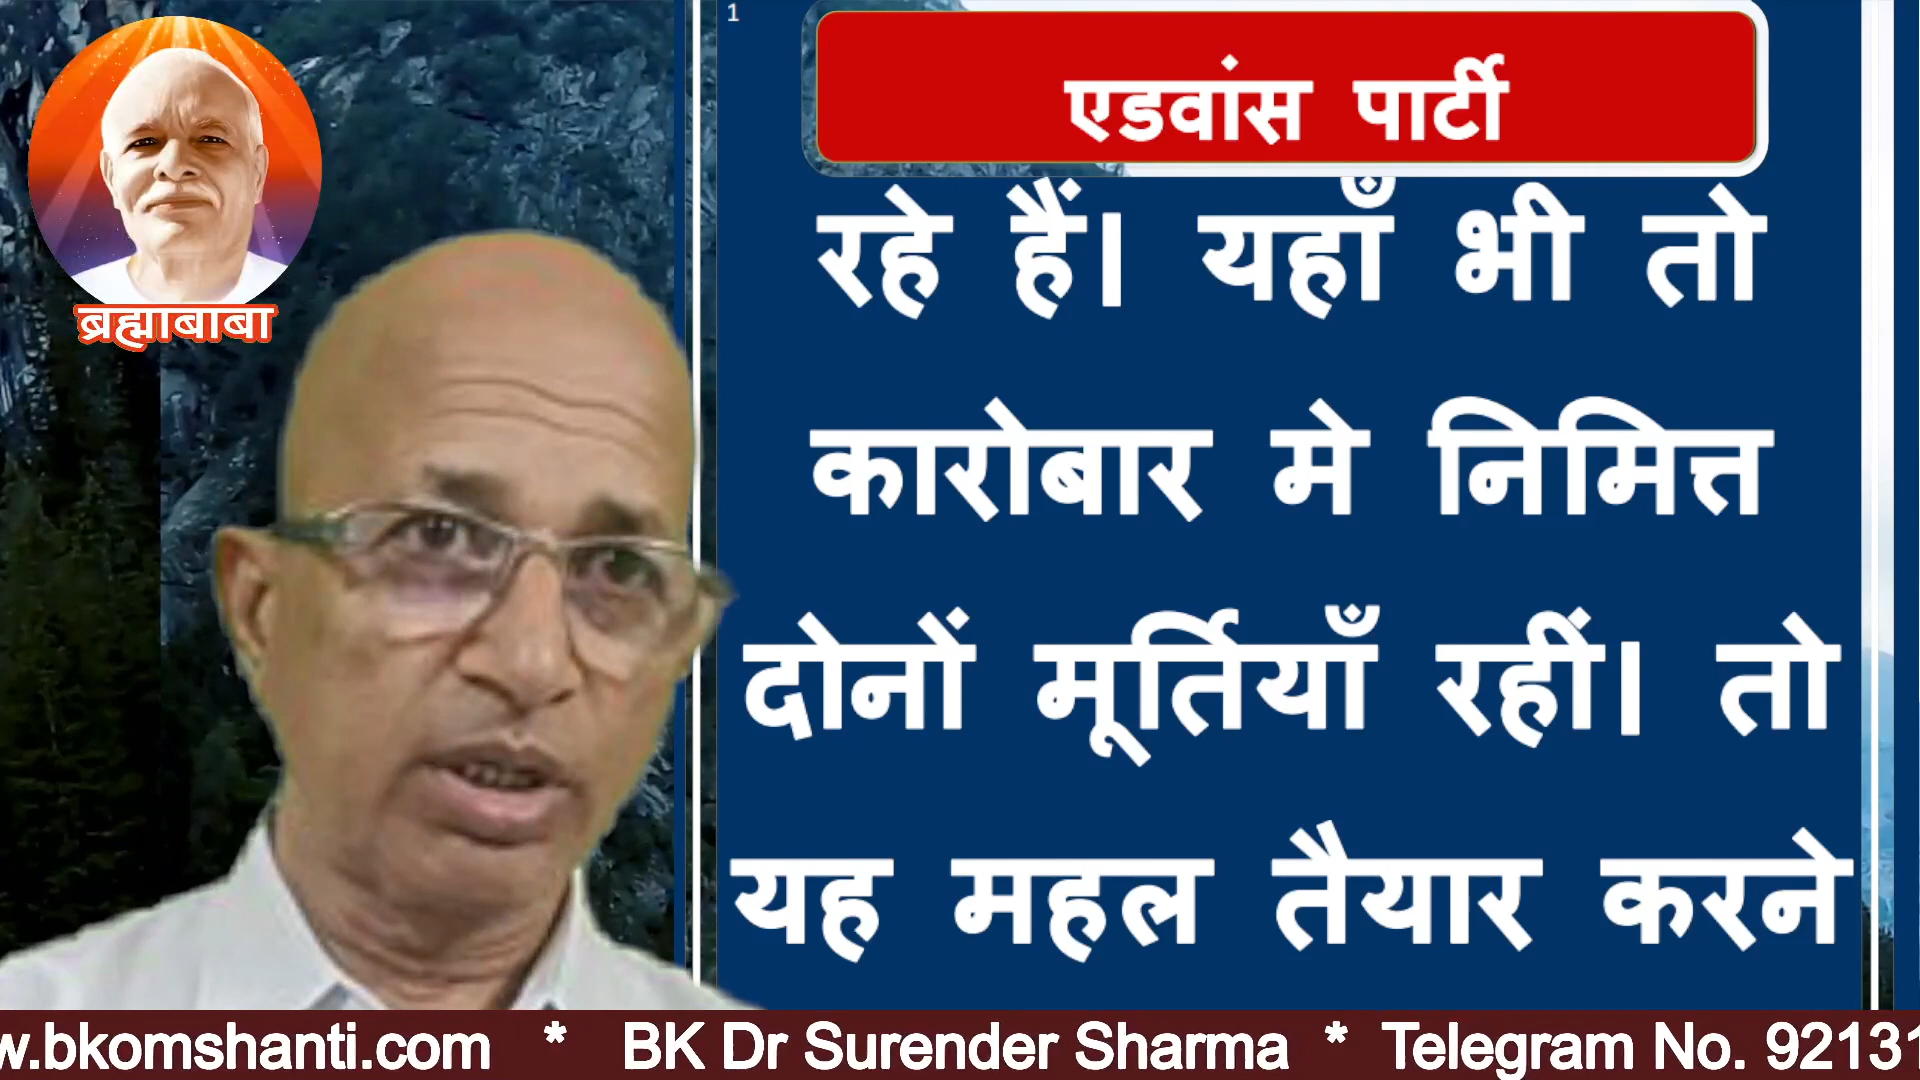 1
एडवांस पार्टी
ब्रह्माबाबा
रहे हैं। यहाँ भी तो
कारोबार मे निमित्त
दोनों मूर्तियाँ रहीं। तो
यह महल तैयार करने
w.bkomshanti.com * BK Dr Surender Sharma * Telegram No. 92131